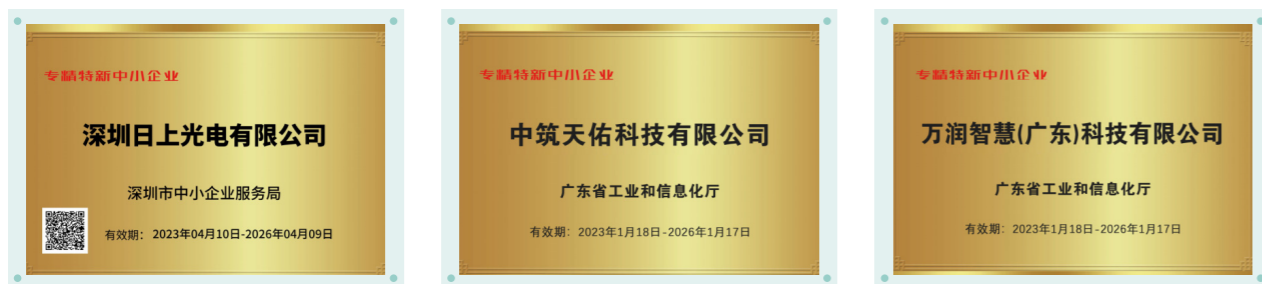 专精特新中小企业
深圳日上光电有限公司
深圳市中小企业服务局
有效期： 2023年04月10日-2026年04月09日
专精特新中小企业
中筑天佑科技有限公司
广东省工业和信息化厅
有效期：2023年1月18日-2026年1月17日
专精特新中小企业
万润智慧(广东)科技有限公司
广东省工业和信息化厅
有效期：2023年1月18日-2026年1月17日